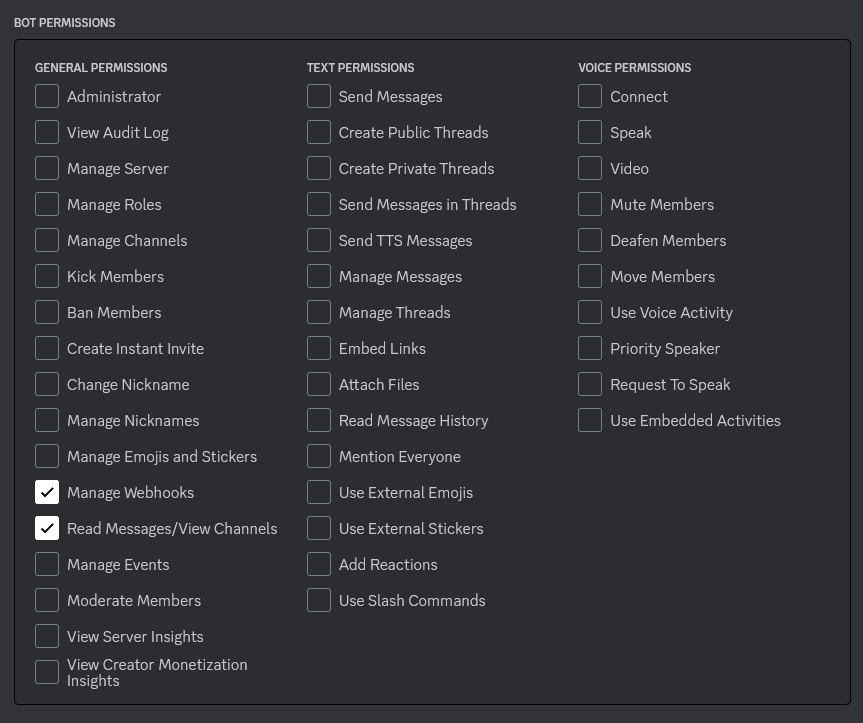 BOT PERMISSIONS
GENERAL PERMISSIONS
Administrator
View Audit Log
Manage Server
Manage Roles
Manage Channels
Kick Members
Ban Members
Create Instant Invite
Change Nickname
Manage Nicknames
Manage Emojis and Stickers
Manage Webhooks
Read Messages/View Channels
Manage Events
Moderate Members
View Server Insights
View Creator Monetization
Insights
TEXT PERMISSIONS
Send Messages
Create Public Threads
Create Private Threads
Send Messages in Threads
Send TTS Messages
Manage Messages
Manage Threads
Embed Links
Attach Files
Read Message History
Mention Everyone
Use External Emojis
Use External Stickers
Add Reactions
Use Slash Commands
VOICE PERMISSIONS
Connect
Speak
Video
Mute Members
Deafen Members
Move Members
Use Voice Activity
Priority Speaker
Request To Speak
Use Embedded Activities